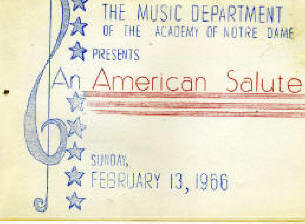 THE MUSIC DEPARTMENT
OF THE ACADEMY OF NOTRE DAME
PRESENTS
An American Salute
SUNDAY,
FEBRUARY 13, 1966